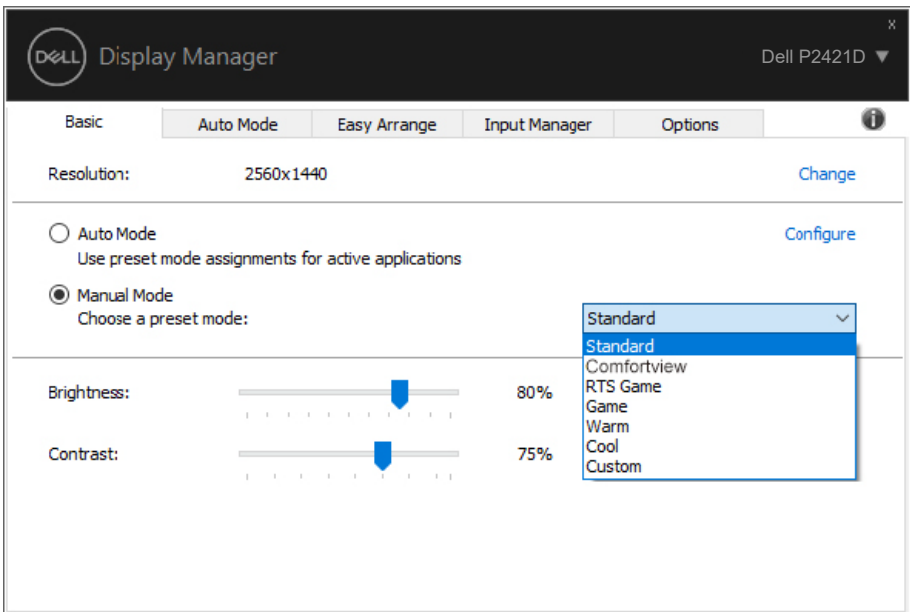 x
DELL Display Manager
Dell P2421D ▼
Basic Auto Mode Easy Arrange Input Manager Options
Resolution: 2560x1440 Change
Auto Mode Configure
Use preset mode assignments for active applications
Manual Mode
Choose a preset mode: Standard
Standard
Comfortview
RTS Game
Game
Warm
Cool
Custom
Brightness: 80%
Contrast: 75%